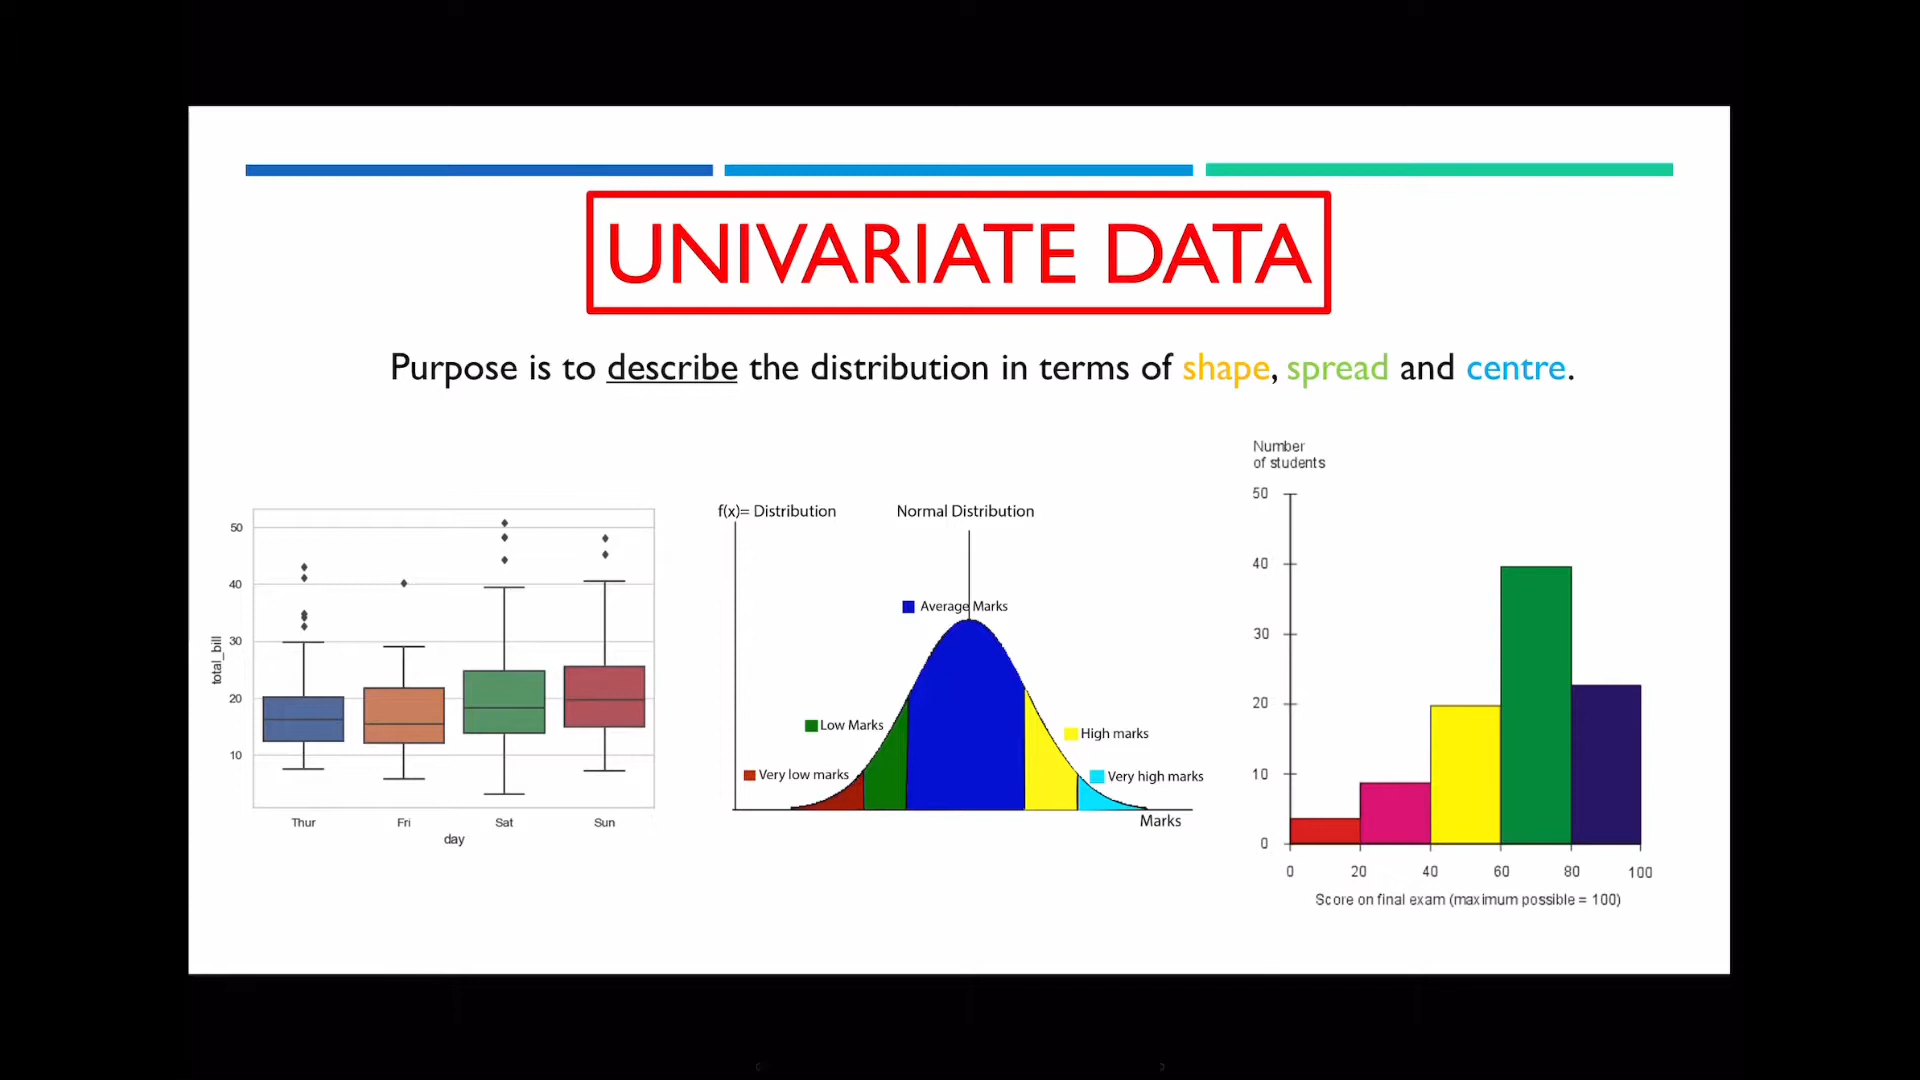 UNIVARIATE DATA
Purpose is to describe the distribution in terms of shape, spread and centre.
50
40
30
20
10
total_bill
Thur Fri Sat Sun
day
f(x)= Distribution
Normal Distribution
Average Marks
Low Marks
High marks
Very low marks
Very high marks
Marks
Number
of students
50
40
30
20
10
0
0 20 40 60 80 100
Score on final exam (maximum possible = 100)